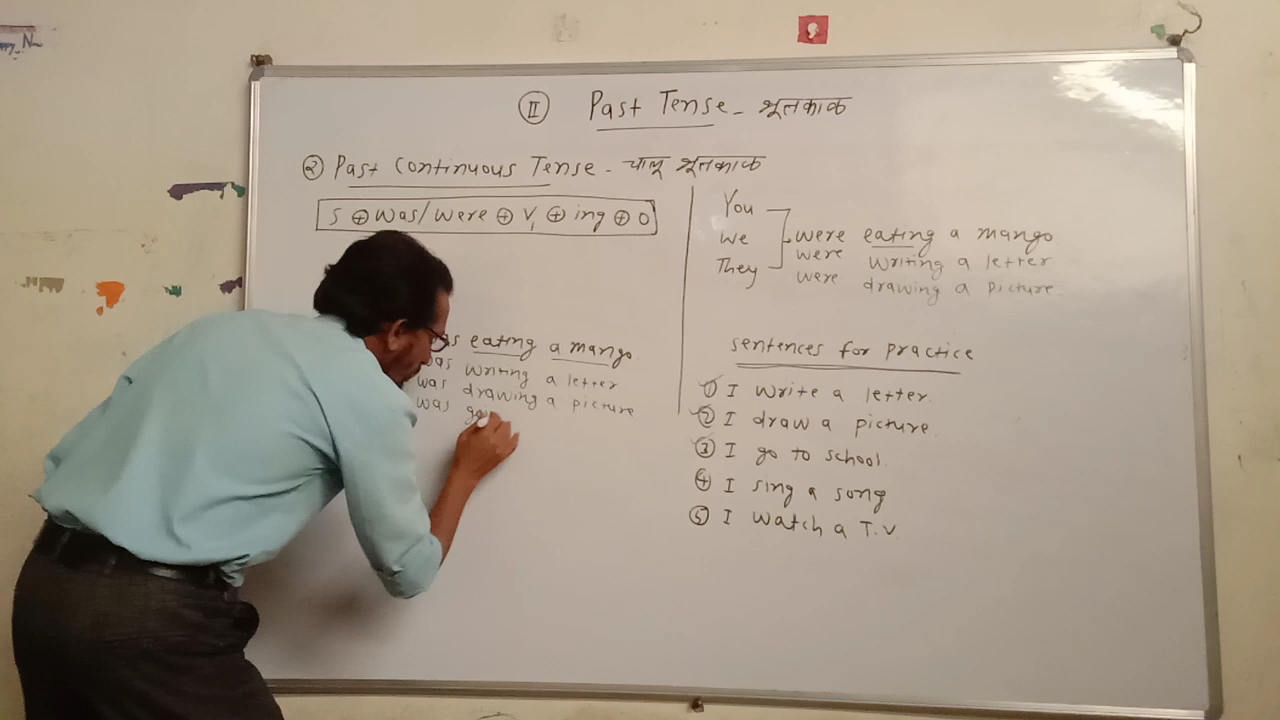 II Past Tense - भूतकाळ
② Past Continuous Tense - चालू भूतकाळ
S ⊕ Was/Were ⊕ V₁ ⊕ ing ⊕ O
eating a mango.
was writing a letter
was drawing a picture
was go
You
We
They
were eating a mango
were writing a letter
were drawing a picture
sentences for practice
① I write a letter.
② I draw a picture.
③ I go to school.
④ I sing a song
⑤ I watch a T.V.